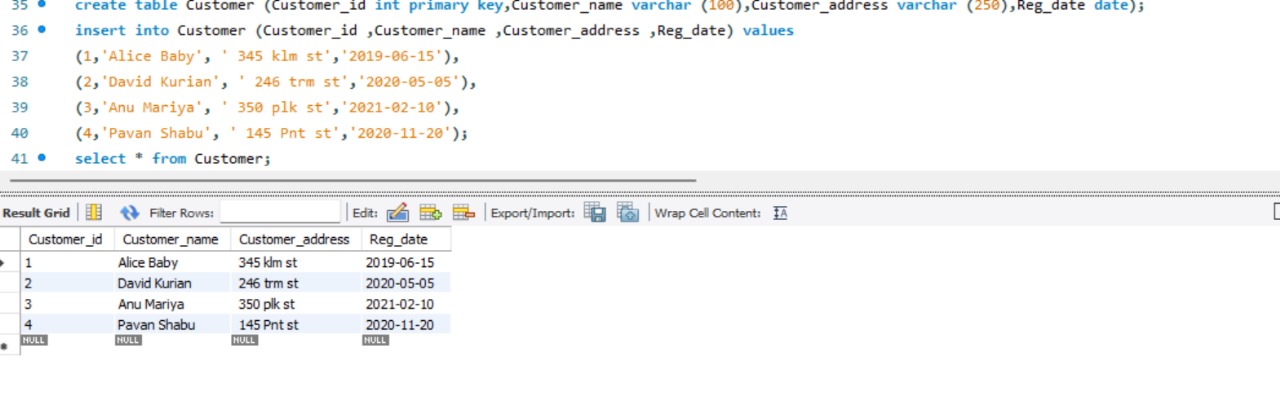 35 create table Customer (Customer_id int primary key,Customer_name varchar (100),Customer_address varchar (250),Reg_date date);
36 insert into Customer (Customer_id ,Customer_name ,Customer_address ,Reg_date) values
37 (1,'Alice Baby', ' 345 klm st','2019-06-15'),
38 (2,'David Kurian', ' 246 trm st','2020-05-05'),
39 (3,'Anu Mariya', ' 350 plk st','2021-02-10'),
40 (4,'Pavan Shabu', ' 145 Pnt st','2020-11-20');
41 select * from Customer;
Result Grid Filter Rows: Edit: Export/Import: Wrap Cell Content: IA
Customer_id Customer_name Customer_address Reg_date
1 Alice Baby 345 klm st 2019-06-15
2 David Kurian 246 trm st 2020-05-05
3 Anu Mariya 350 plk st 2021-02-10
4 Pavan Shabu 145 Pnt st 2020-11-20
NULL NULL NULL NULL